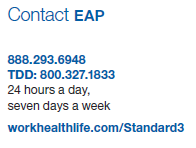 Contact EAP
888.293.6948
TDD: 800.327.1833
24 hours a day,
seven days a week
workhealthlife.com/Standard3